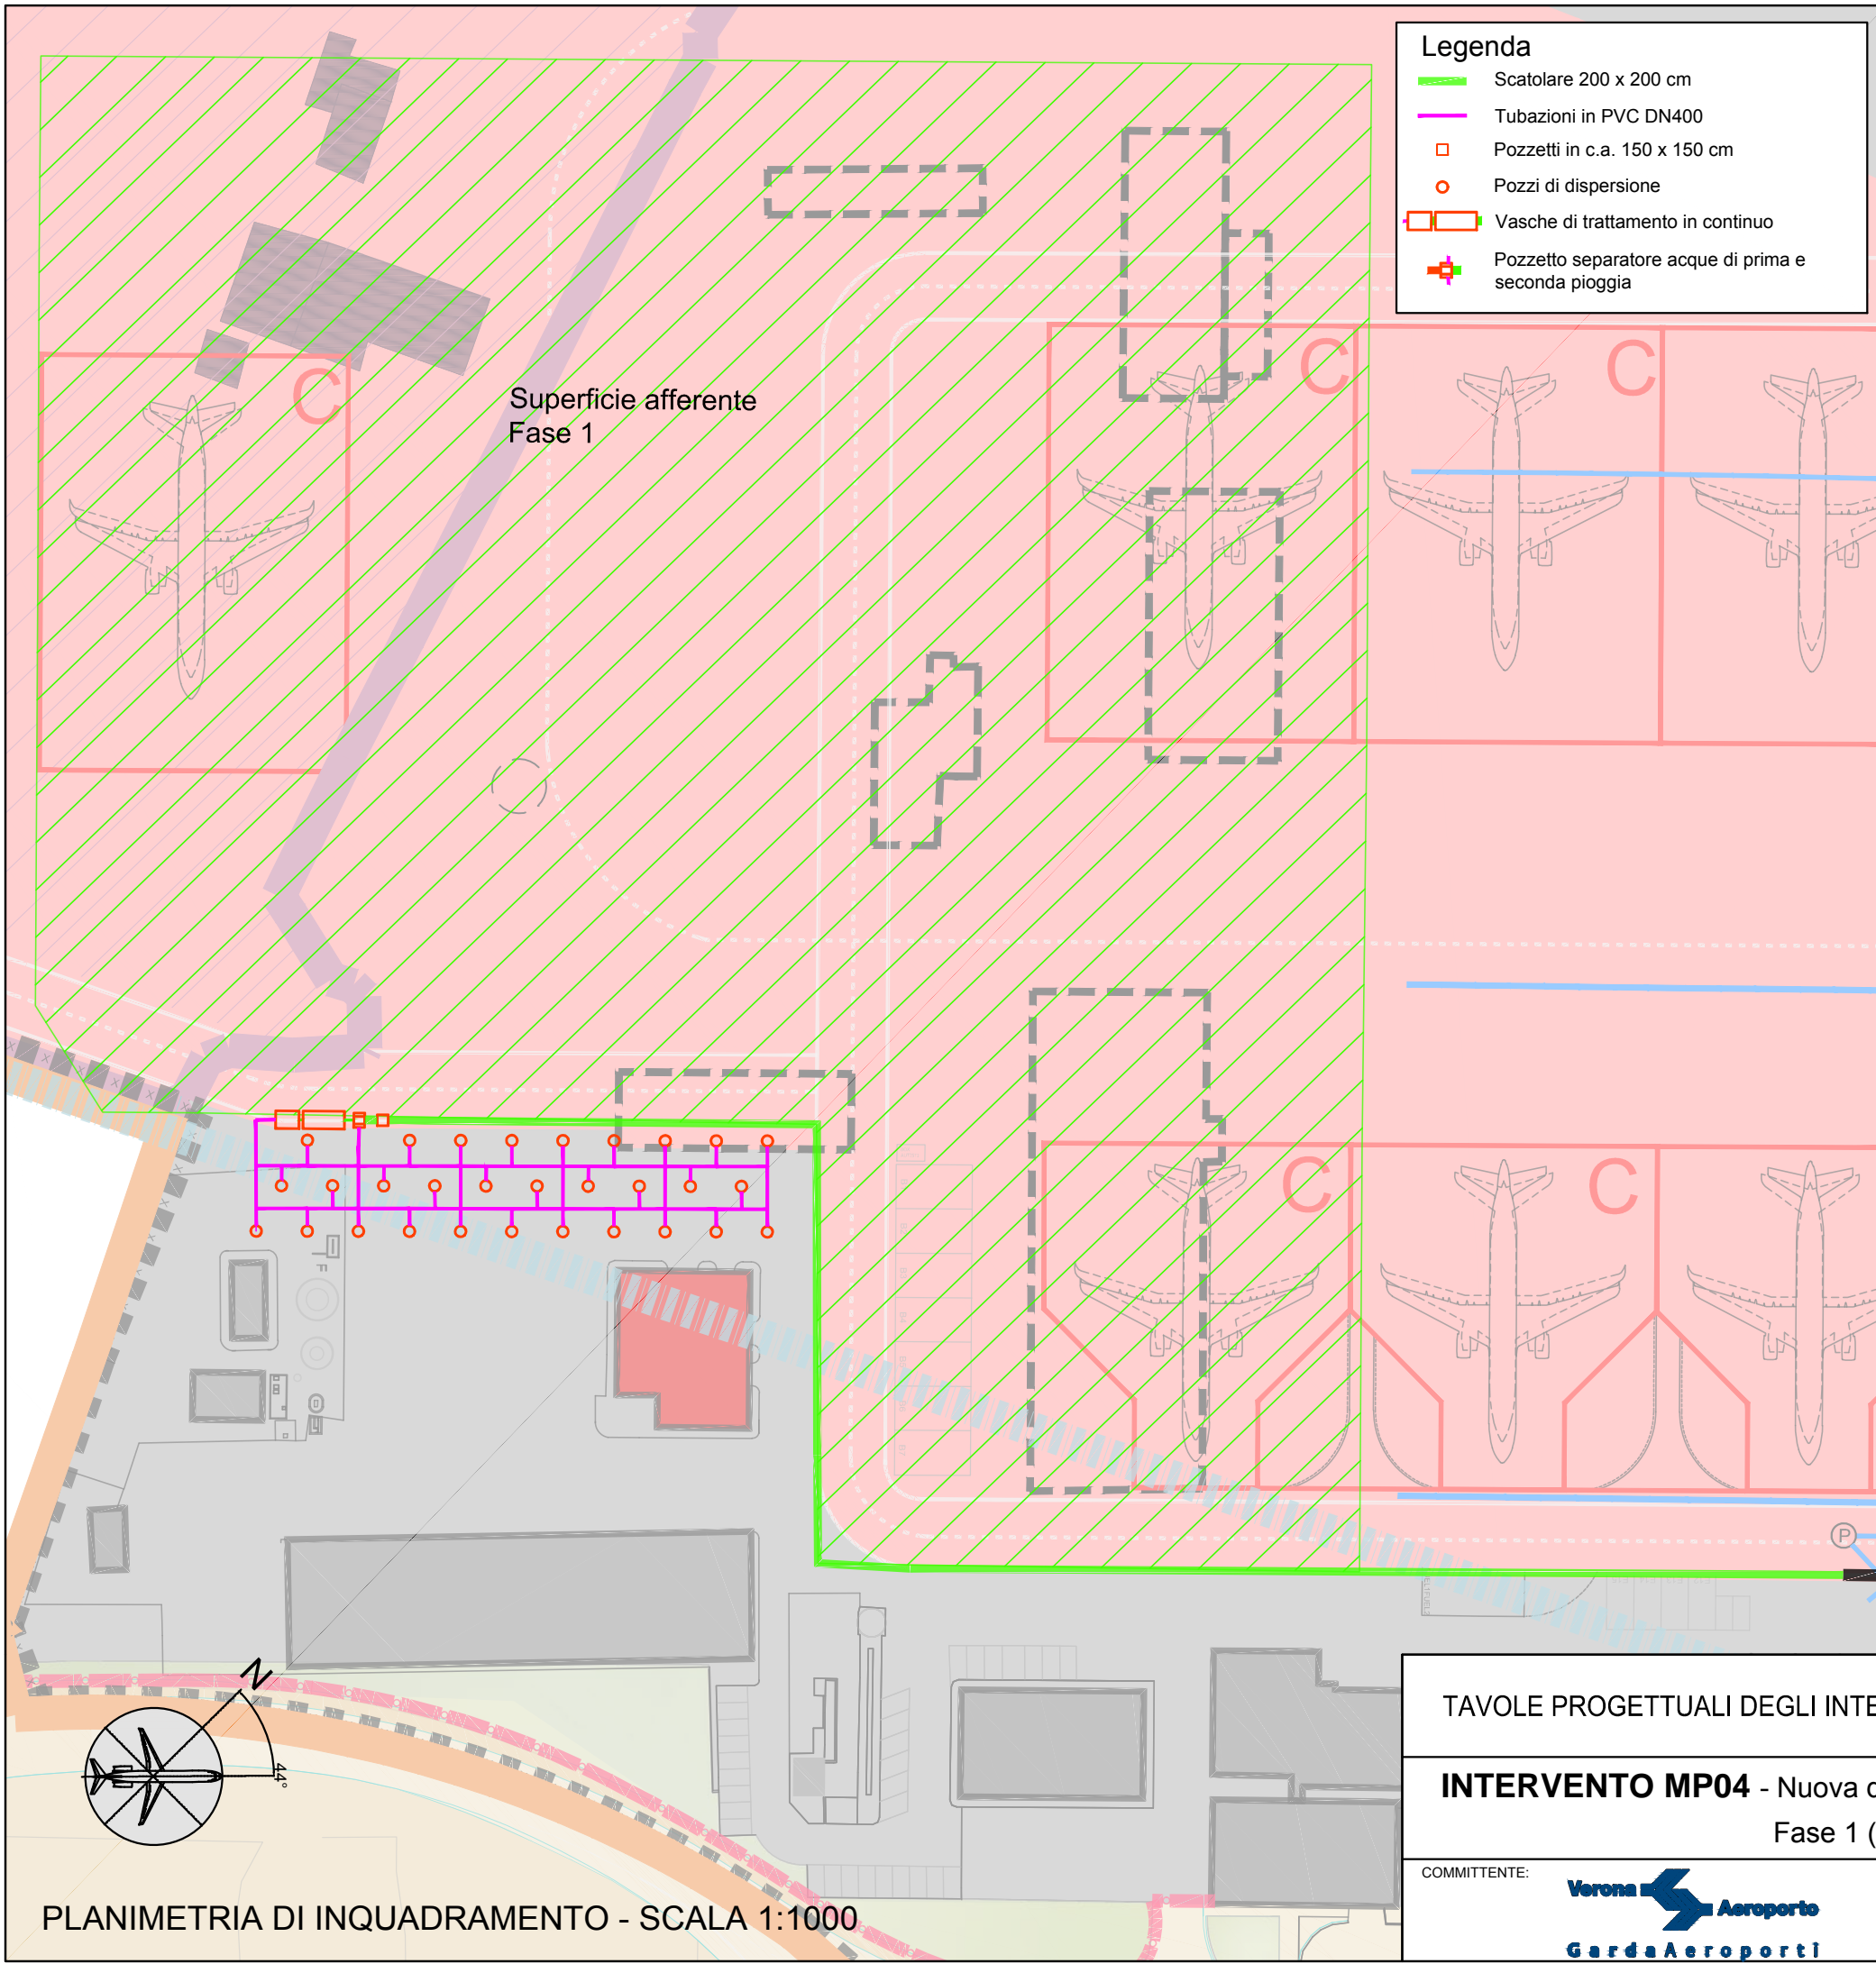 Legenda
Scatolare 200 x 200 cm
Tubazioni in PVC DN400
Pozzetti in c.a. 150 x 150 cm
Pozzi di dispersione
Vasche di trattamento in continuo
Pozzetto separatore acque di prima e
seconda pioggia
C
C
C
Superficie afferente
Fase 1
C
C
P
N
44°
PLANIMETRIA DI INQUADRAMENTO - SCALA 1:1000
TAVOLE PROGETTUALI DEGLI INTE
INTERVENTO MP04 - Nuova
Fase 1 (
COMMITTENTE:
Verona
Aeroporto
GardaAeroporti